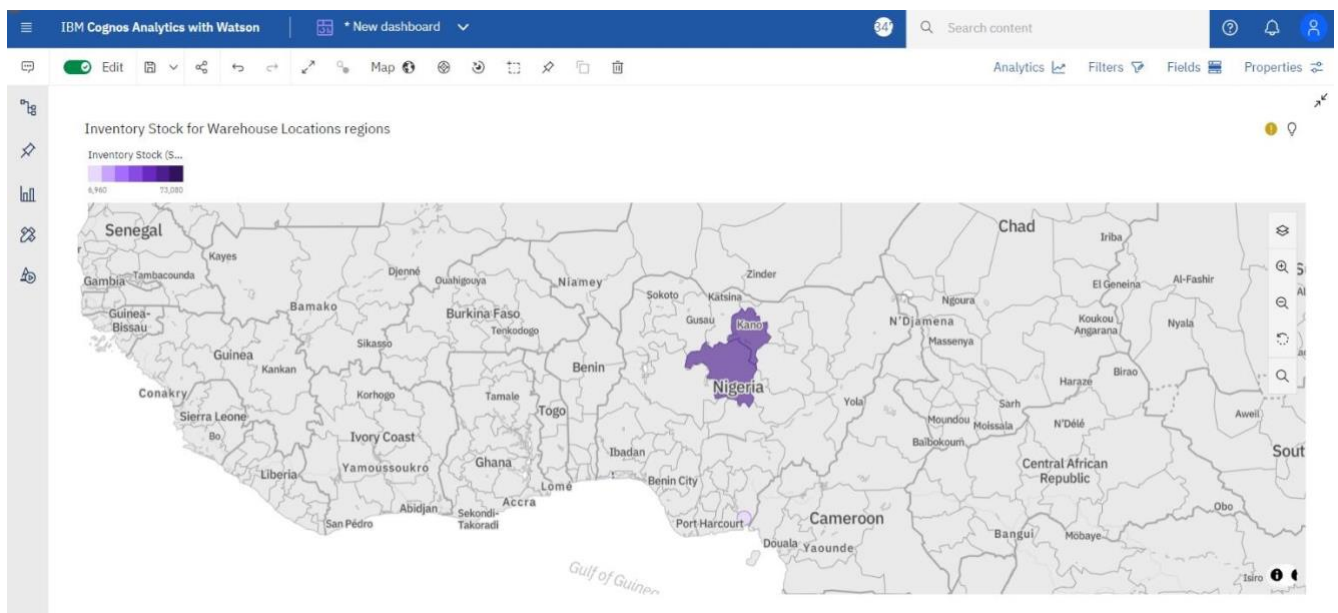 IBM Cognos Analytics with Watson
* New dashboard
Search content
Edit
Map
Analytics
Filters
Fields
Properties
Inventory Stock for Warehouse Locations regions
Inventory Stock (S...
6,960 73,080
Senegal
Chad
Iriba
Kayes
Gambia
Tambacounda
Djenné
Ouahigouya
Niamey
Zinder
El Geneina
Al-Fashir
Sokoto
Katsina
Guinea-
Bissau
Bamako
Burkina Faso
Tenkodogo
Gusau
Kano
N'Djamena
Ngoura
Massenya
Koukou
Angarana
Nyala
Sikasso
Guinea
Kankan
Benin
Nigeria
Haraze
Birao
Conakry
Korhogo
Tamale
Togo
Yola
Sarh
Sierra Leone
Bo
Moundou
Moissala
N'Délé
Aweil
Ivory Coast
Baïbokoum
Liberia
Yamoussoukro
Ghana
Ibadan
Central African
Republic
South
Lomé
Benin City
Accra
Abidjan
Sekondi-
Takoradi
San Pédro
Port Harcourt
Cameroon
Obo
Bangui
Mobaye
Douala
Yaounde
Gulf of Guinea
Isiro